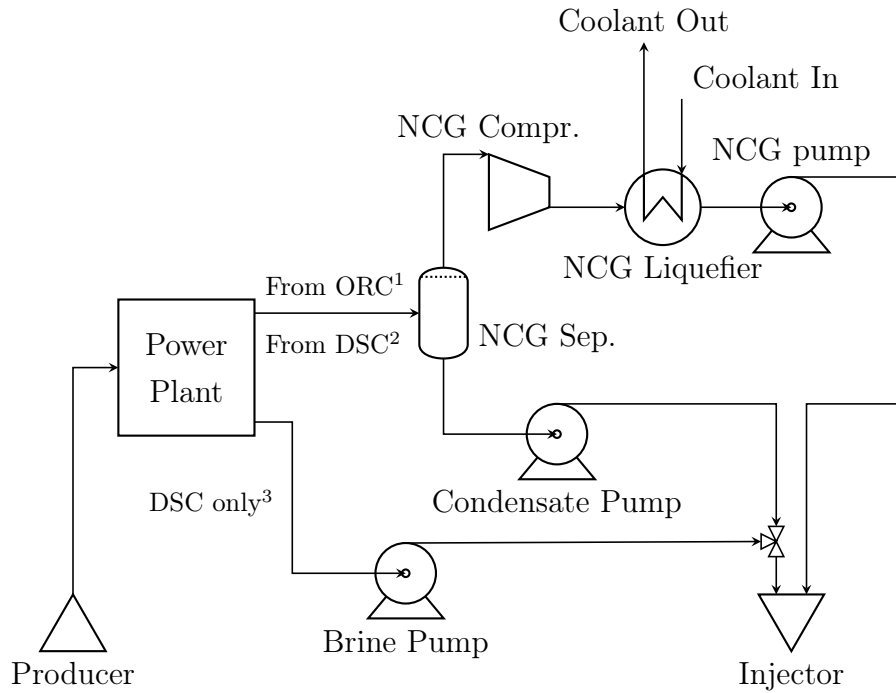 Coolant Out
Coolant In
NCG Compr.
NCG pump
NCG Liquefier
From ORC¹
From DSC²
NCG Sep.
Power
Plant
DSC only³
Condensate Pump
Brine Pump
Producer
Injector